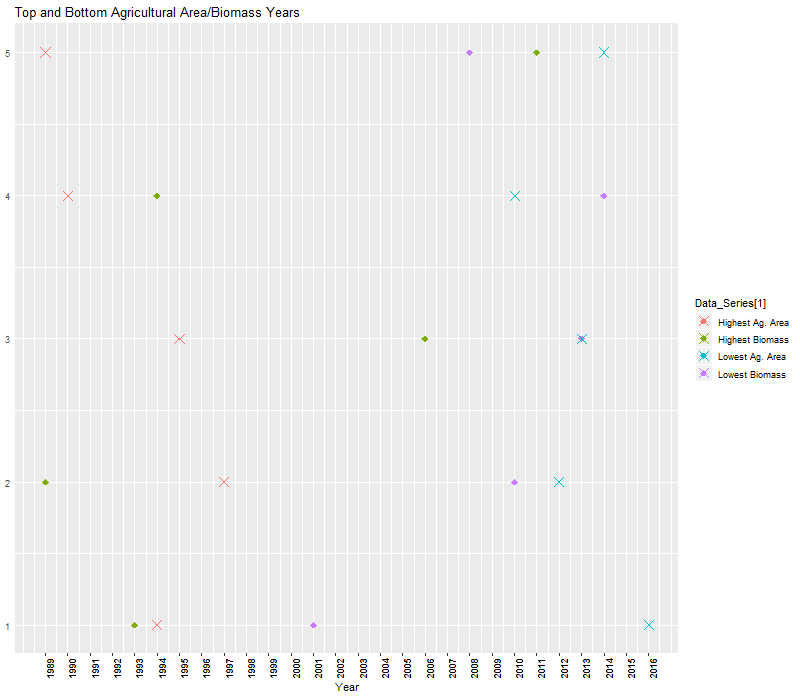 Top and Bottom Agricultural Area/Biomass Years
5
4
3
2
1
1989 1990 1991 1992 1993 1994 1995 1996 1997 1998 1999 2000 2001 2002 2003 2004 2005 2006 2007 2008 2009 2010 2011 2012 2013 2014 2015 2016
Year
Data_Series[1]
Highest Ag. Area
Highest Biomass
Lowest Ag. Area
Lowest Biomass